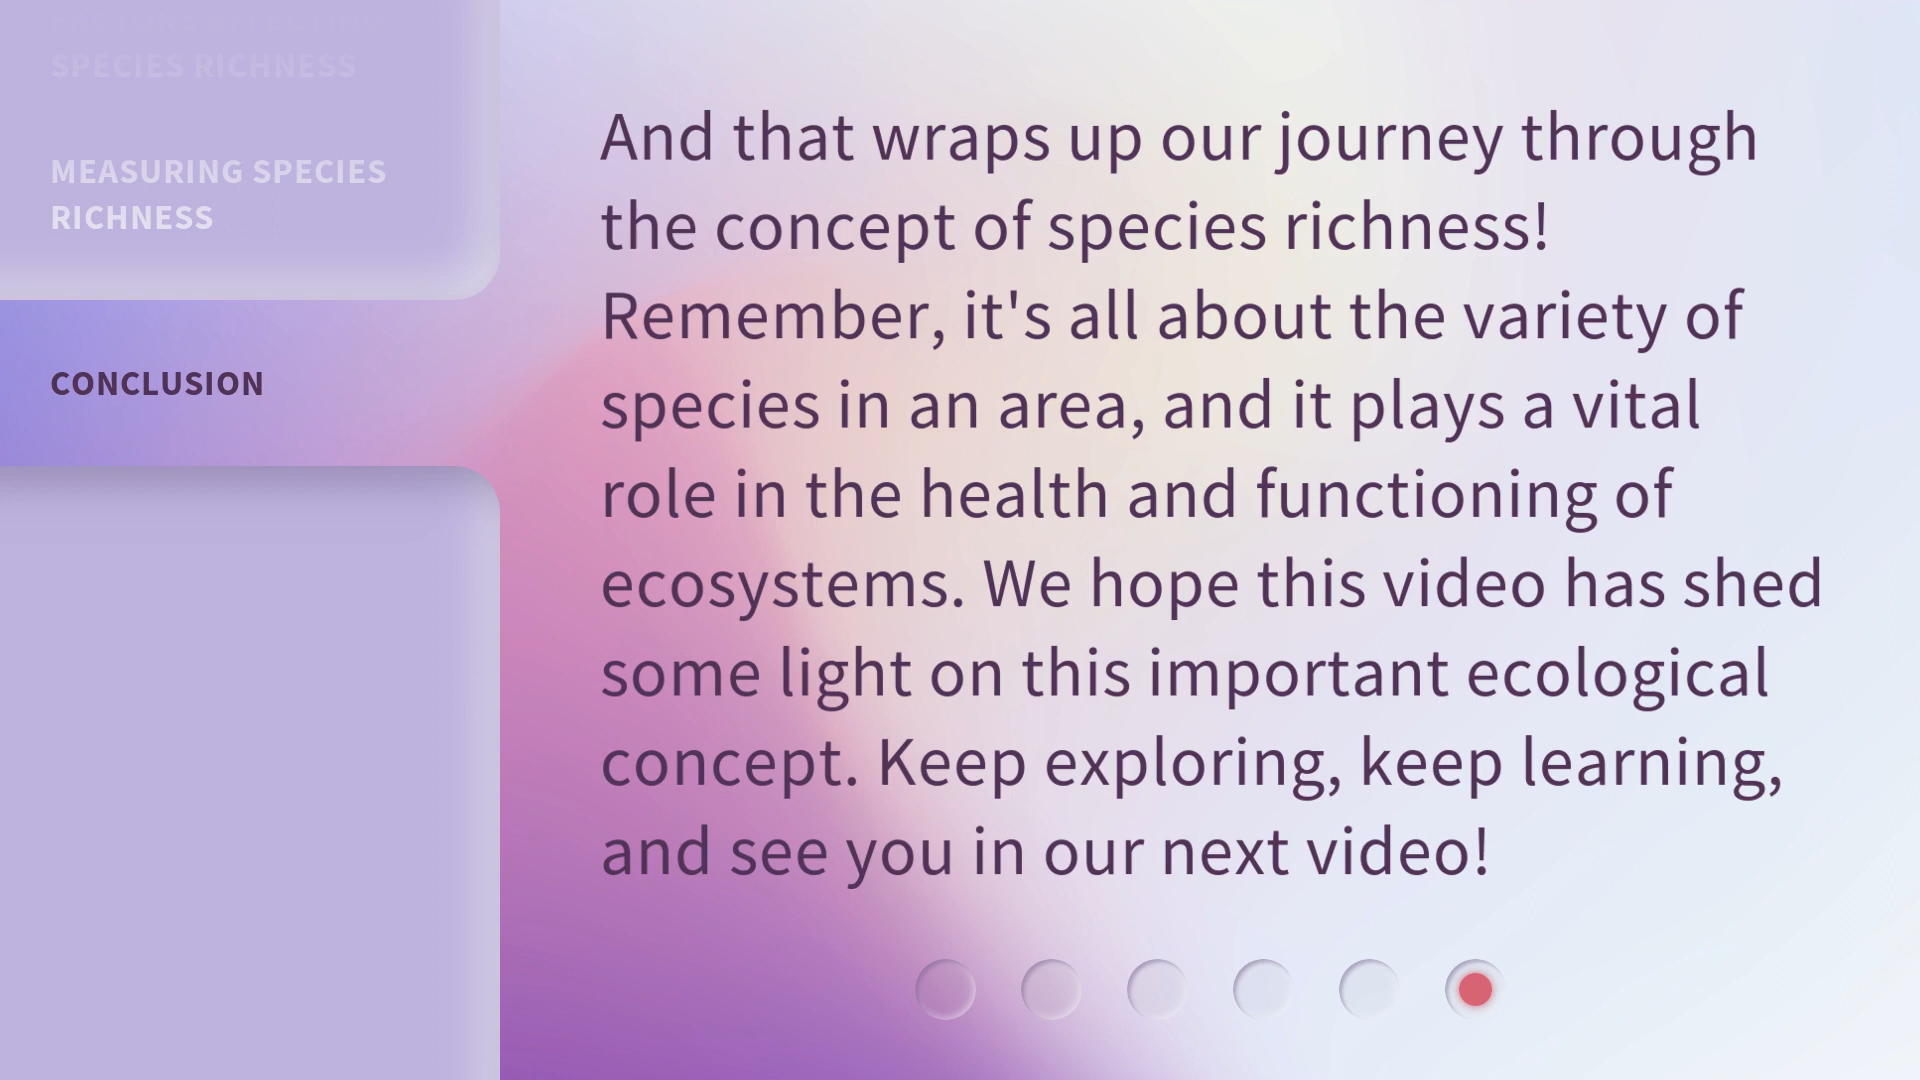 SPECIES RICHNESS
MEASURING SPECIES
RICHNESS
CONCLUSION
And that wraps up our journey through
the concept of species richness!
Remember, it's all about the variety of
species in an area, and it plays a vital
role in the health and functioning of
ecosystems. We hope this video has shed
some light on this important ecological
concept. Keep exploring, keep learning,
and see you in our next video!